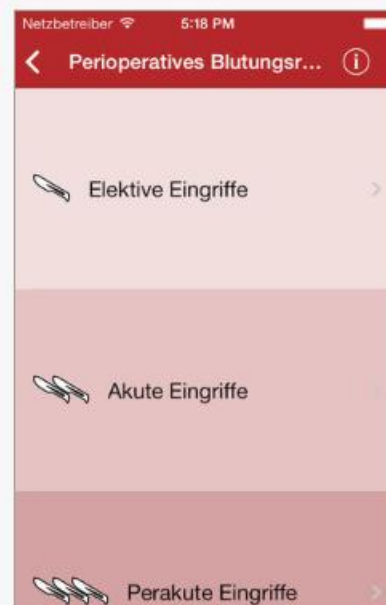 Netzbetreiber 5:18 PM
Perioperatives Blutungsr...
Elektive Eingriffe
Akute Eingriffe
Perakute Eingriffe